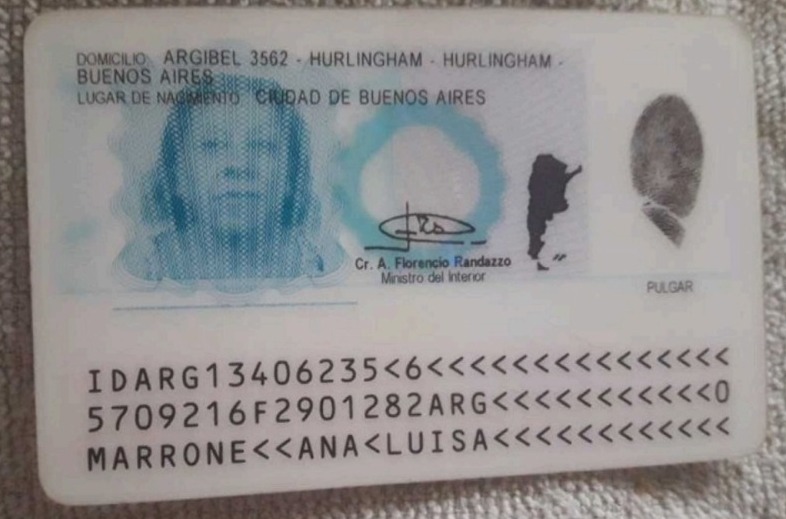 DOMICILIO: ARGIBEL 3562 - HURLINGHAM - HURLINGHAM -
BUENOS AIRES
LUGAR DE NACIMIENTO: CIUDAD DE BUENOS AIRES
Cr. A. Florencio Randazzo
Ministro del Interior
PULGAR
IDARG13406235<6<<<<<<<<<<<<<<<
5709216F2901282ARG<<<<<<<<<<<0
MARRONE<<ANA<LUISA<<<<<<<<<<<<